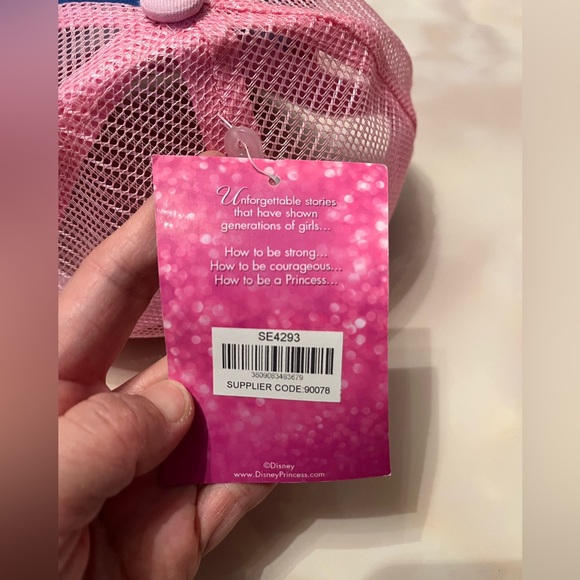 Unforgettable stories
that have shown
generations of girls...
How to be strong...
How to be courageous...
How to be a Princess...
SE4293
3609083483679
SUPPLIER CODE:90078
©Disney
www.DisneyPrincess.com